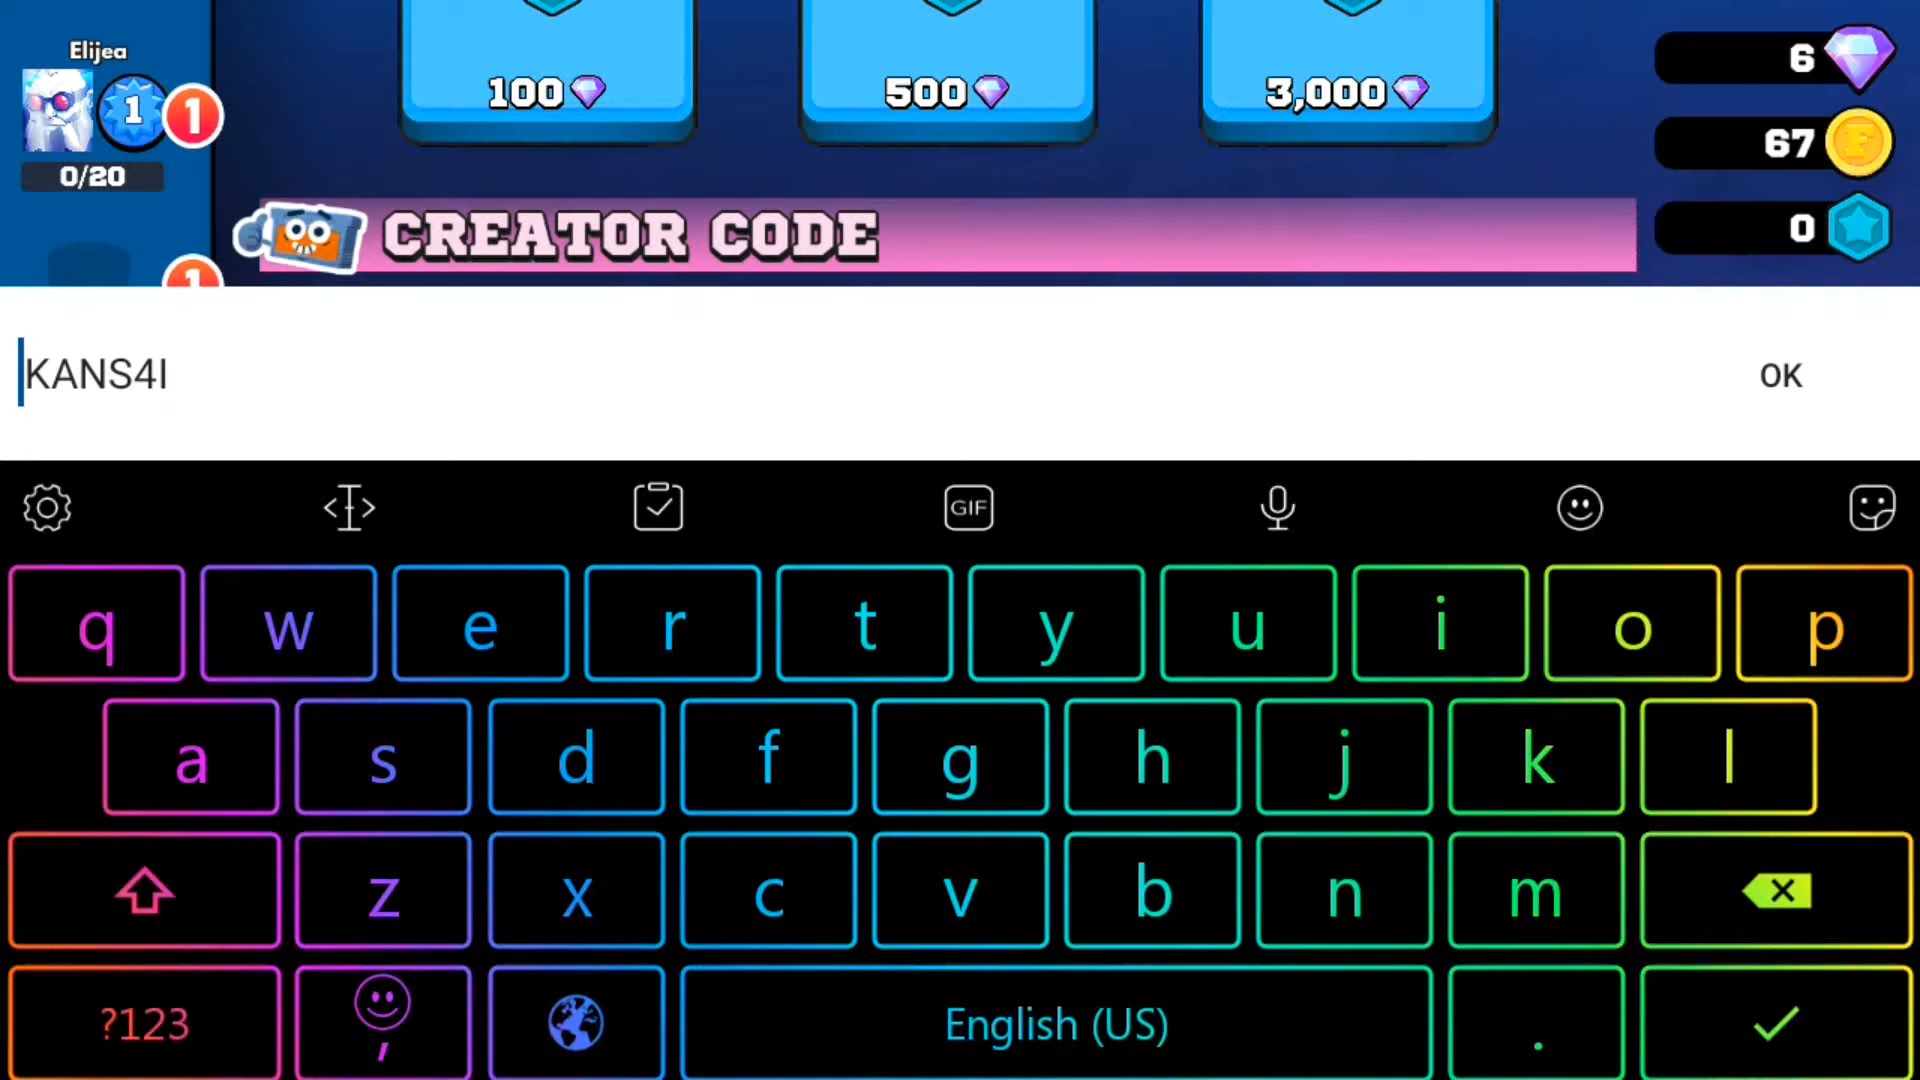 Elijea
1
1
0/20
1
100
500
3,000
6
67
0
CREATOR CODE
KANS4I
OK
GIF
q w e r t y u i o p
a s d f g h j k l
z x c v b n m
?123 , English (US) .